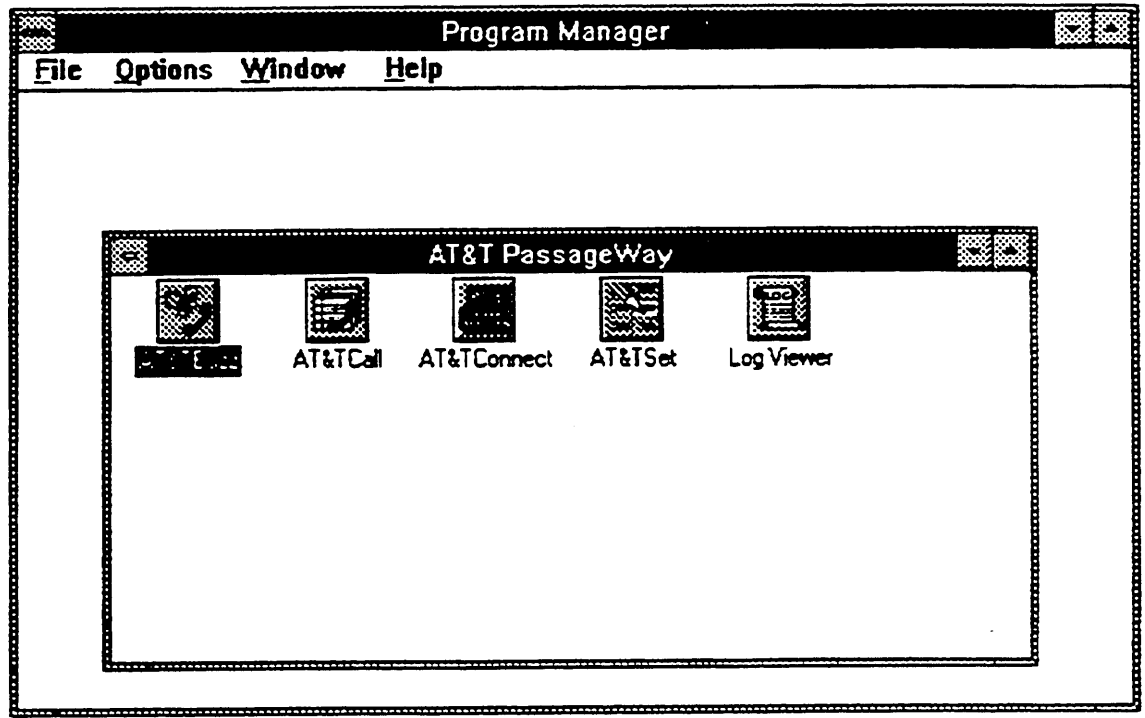 Program Manager
File Options Window Help
AT&T PassageWay
AT&TCall AT&TConnect AT&TSet Log Viewer